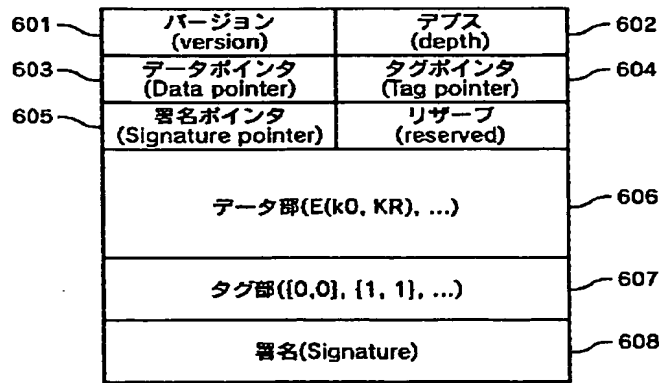 601
バージョン
(version)
デプス
(depth)
602
603
データポインタ
(Data pointer)
タグポインタ
(Tag pointer)
604
605
署名ポインタ
(Signature pointer)
リザーブ
(reserved)
データ部(E(k0, KR), ...)
606
タグ部({0,0}, {1, 1}, ...)
607
署名(Signature)
608